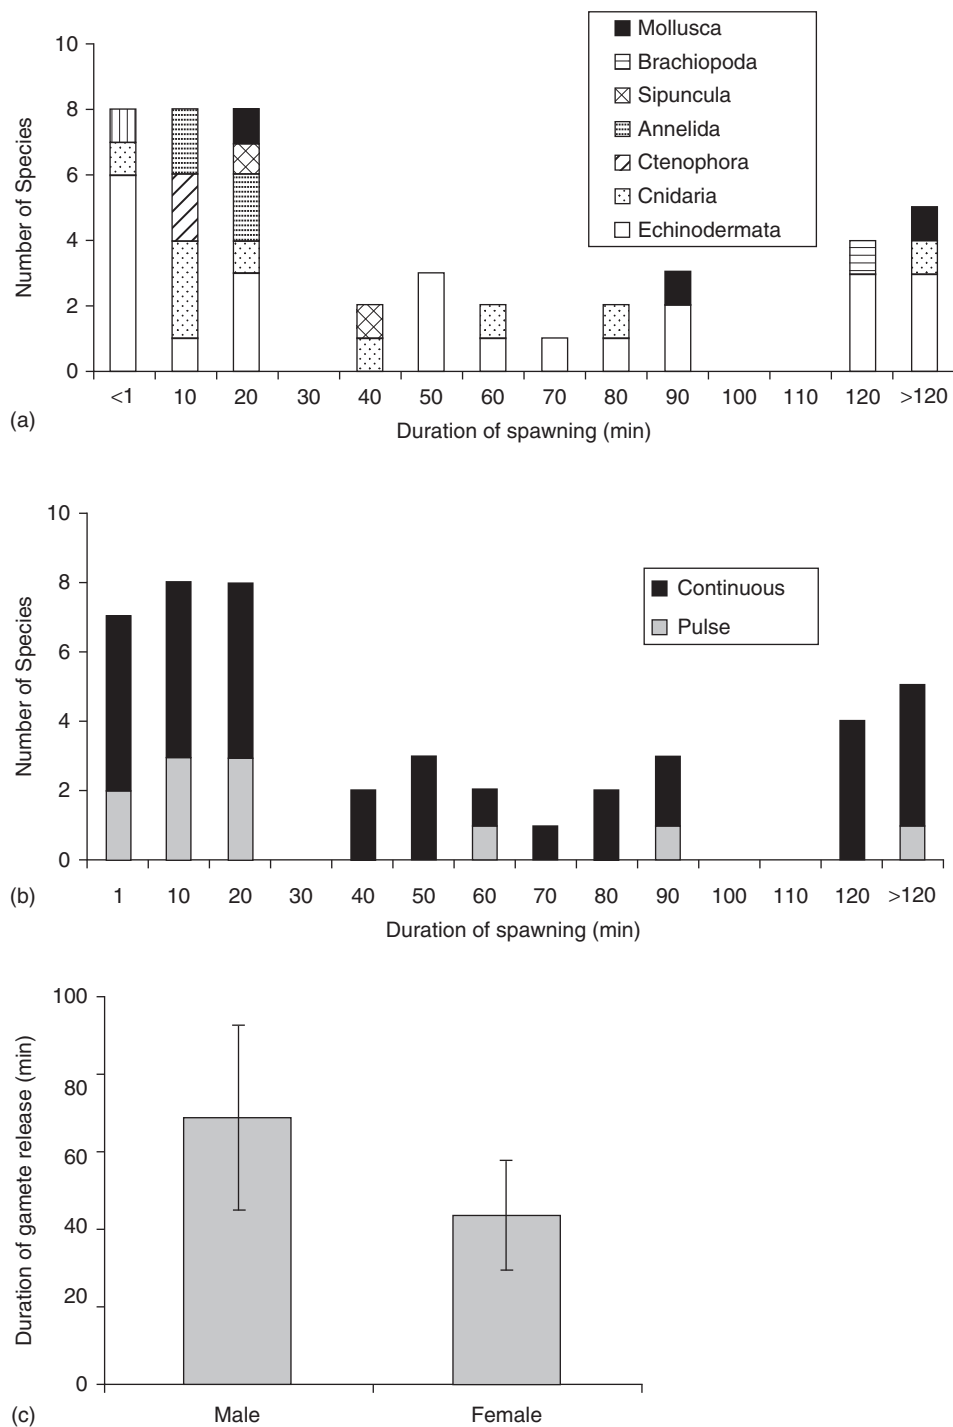 10
8
6
4
2
0
Number of Species
Mollusca
Brachiopoda
Sipuncula
Annelida
Ctenophora
Cnidaria
Echinodermata
<1 10 20 30 40 50 60 70 80 90 100 110 120 >120
(a)
Duration of spawning (min)
10
8
6
4
2
0
Number of Species
Continuous
Pulse
1 10 20 30 40 50 60 70 80 90 100 110 120 >120
(b)
Duration of spawning (min)
100
80
60
40
20
0
Duration of gamete release (min)
Male Female
(c)